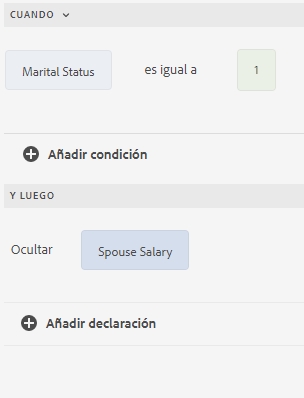 CUANDO
Marital Status es igual a 1
Añadir condición
Y LUEGO
Ocultar Spouse Salary
Añadir declaración